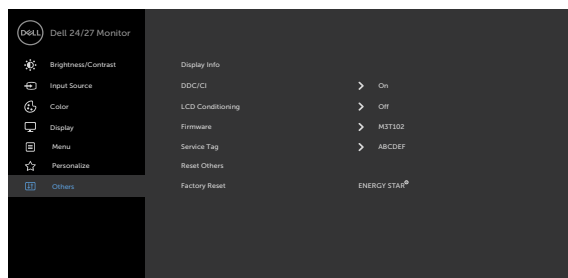 DELL Dell 24/27 Monitor
Brightness/Contrast Display Info
Input Source DDC/CI > On
Color LCD Conditioning > Off
Display Firmware > M3T102
Menu Service Tag > ABCDEF
Personalize Reset Others
Others Factory Reset ENERGY STAR®